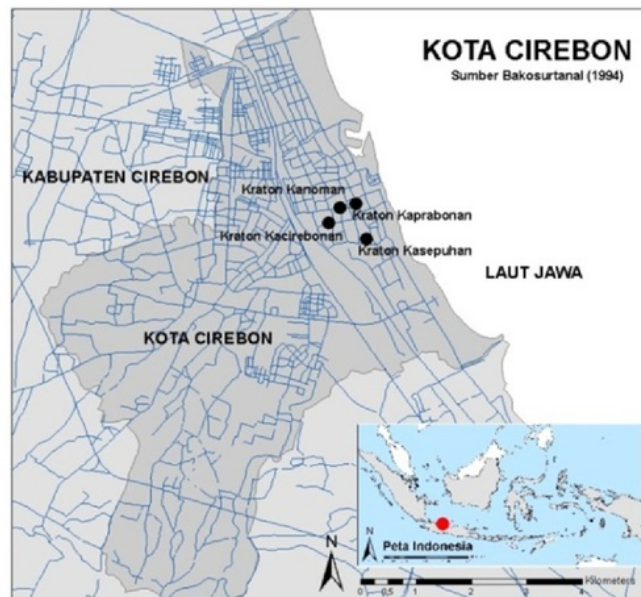 KOTA CIREBON
Sumber Bakosurtanal (1994)
KABUPATEN CIREBON
Kraton Kanoman
Kraton Kaprabonan
Kraton Kacirebonan
Kraton Kasepuhan
LAUT JAWA
KOTA CIREBON
N
N
Peta Indonesia
Kilometers
0 0,5 1 2 3 4